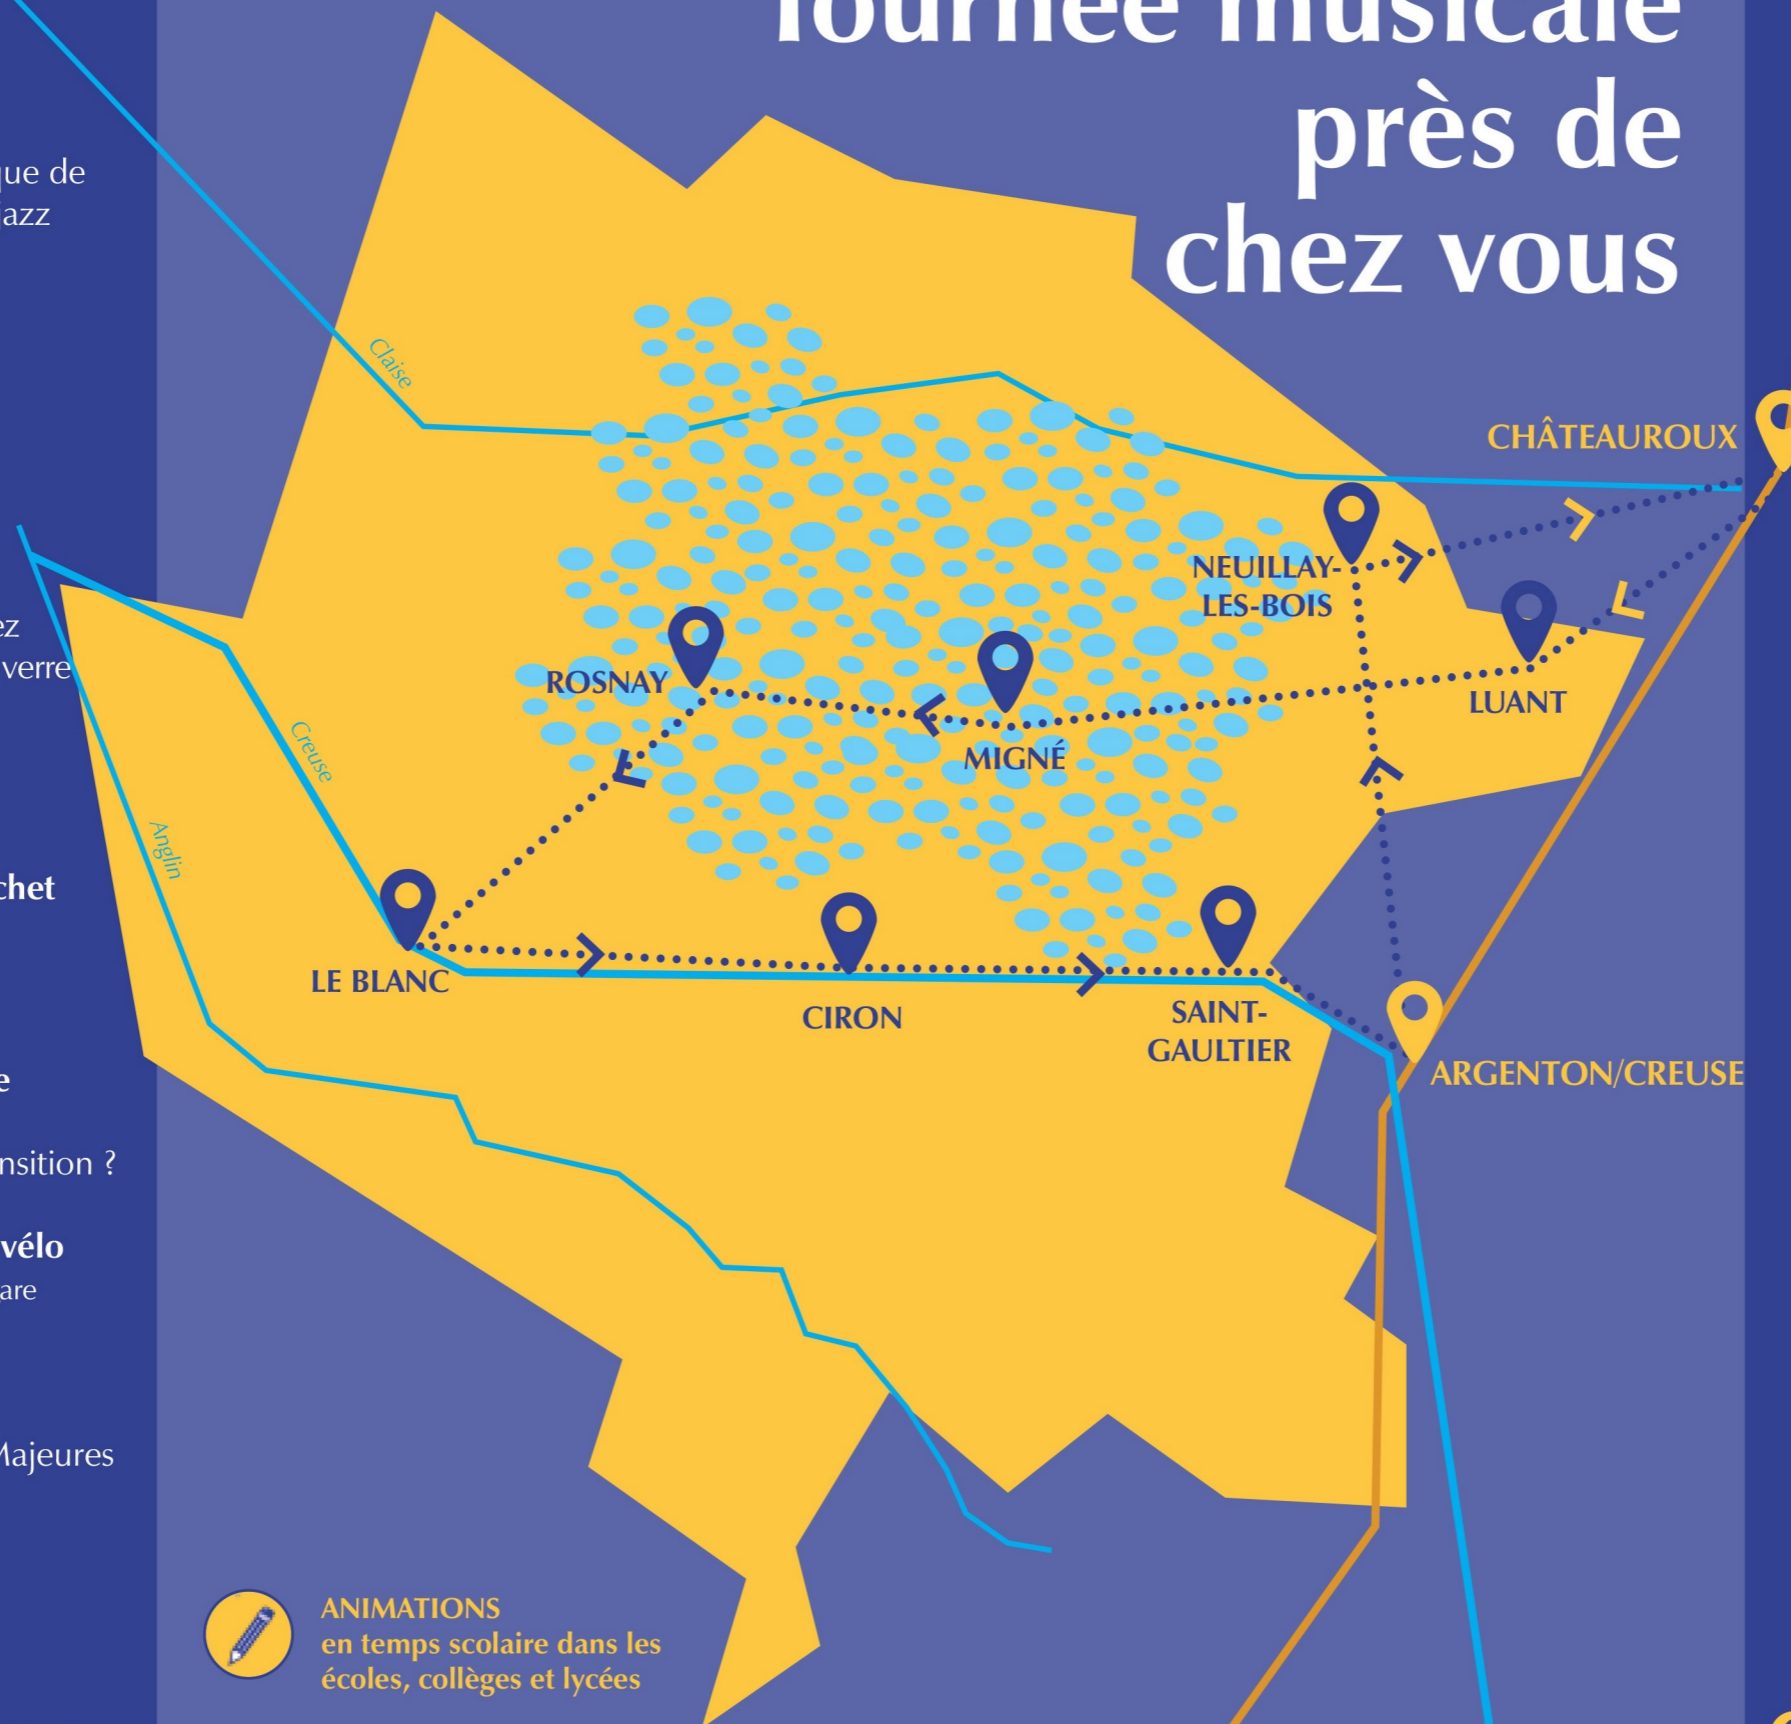 Tournée musicale
près de
chez vous
que de
jazz
Claise
CHÂTEAUROUX
NEUILLAY-
LES-BOIS
ez
verre
ROSNAY
LUANT
MIGNÉ
Creuse
Anglin
chet
LE BLANC
CIRON
SAINT-
GAULTIER
ARGENTON/CREUSE
e
nsition ?
vélo
are
Majeures
ANIMATIONS
en temps scolaire dans les
écoles, collèges et lycées